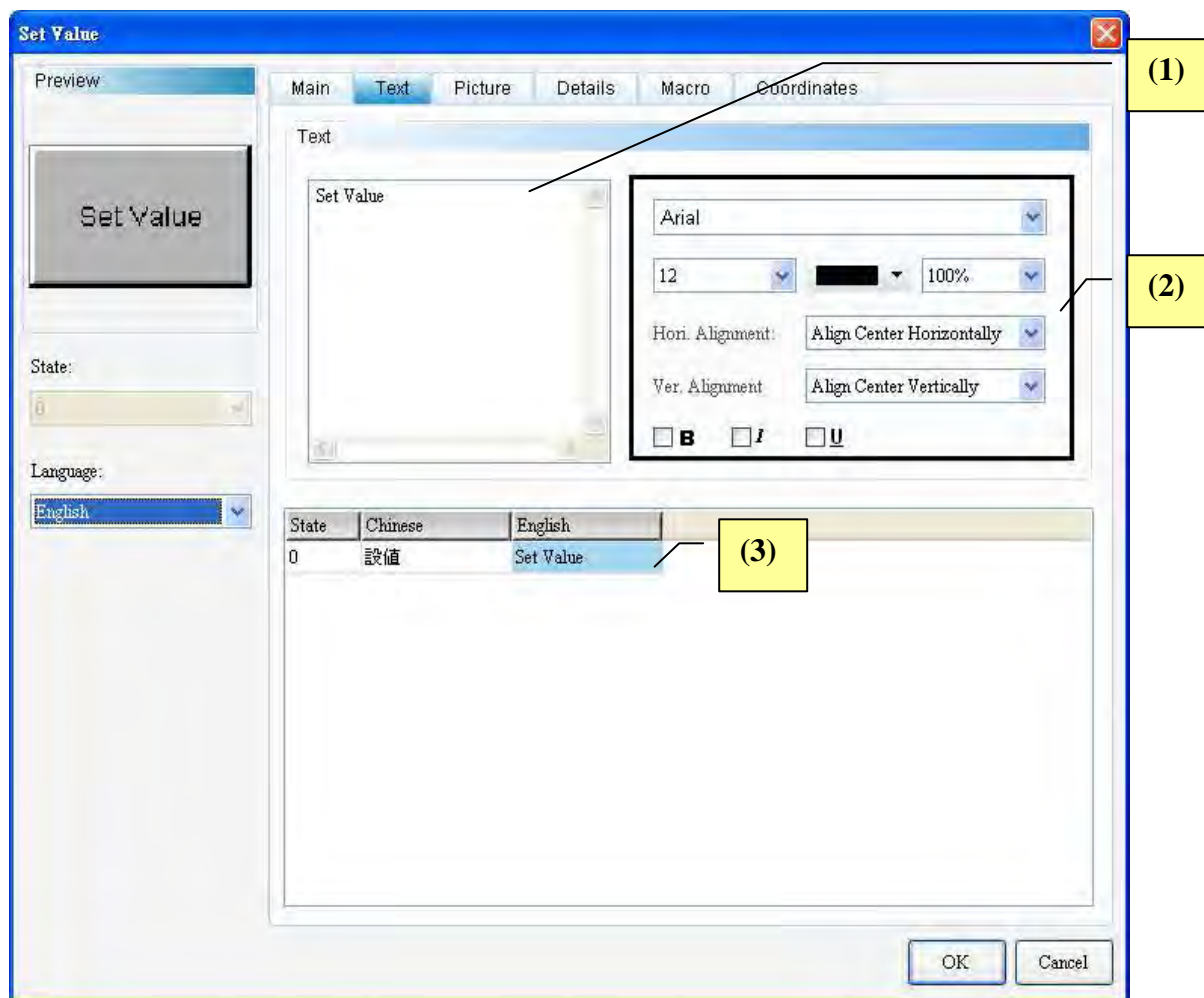 Set Value
Preview
Set Value
State:
0
Language:
English
Main Text Picture Details Macro Coordinates
Text
Set Value
Arial
12 100%
Hori. Alignment: Align Center Horizontally
Ver. Alignment Align Center Vertically
B I U
State Chinese English
0 設值 Set Value
(1)
(2)
(3)
OK Cancel